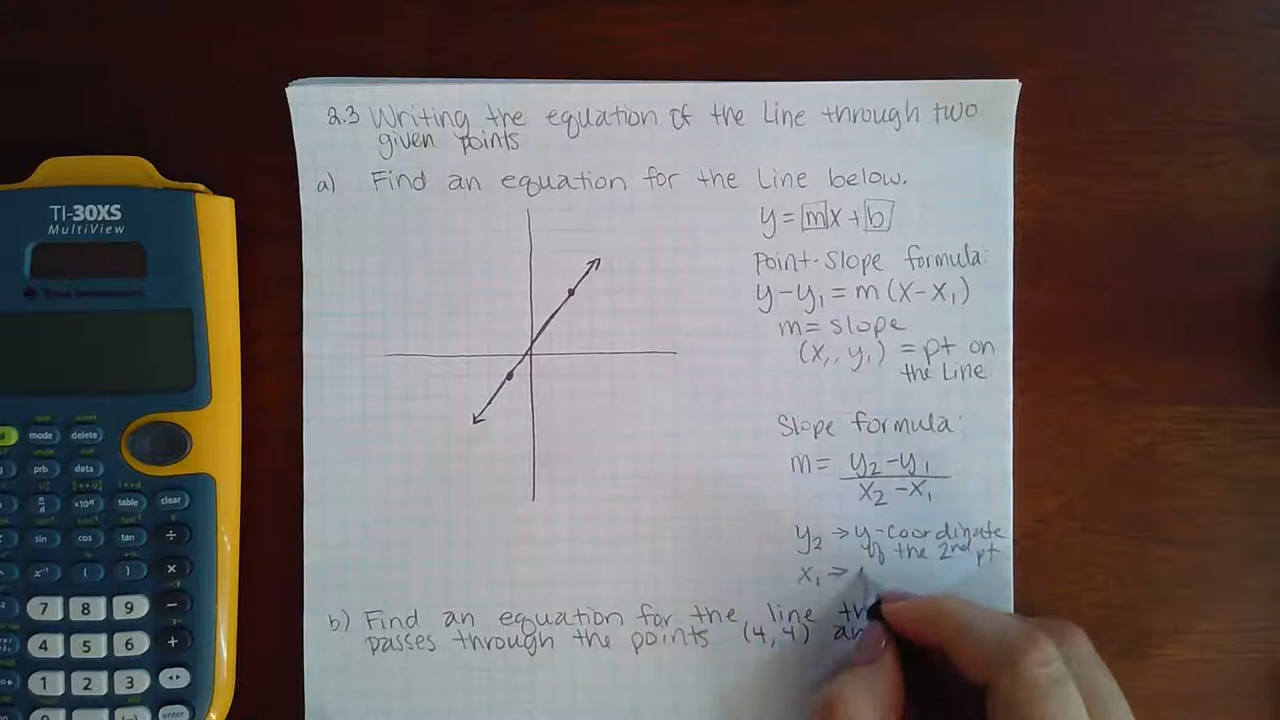 2.3 Writing the equation of the Line through two
given points
a) Find an equation for the Line below.
y = mx + b
Point-Slope formula:
y-y₁ = m (x-x₁)
m = slope
(x₁, y₁) = pt on
the Line
Slope formula:
m = y₂-y₁
x₂-x₁
y₂ → y-coordinate
of the 2nd pt
x₁ →
b) Find an equation for the line
passes through the points (4,4)
TI-30XS
MultiView
mode delete
prb data
n/d x10ⁿ table clear
sin cos tan ÷
x⁻¹ ( ) ×
7 8 9 −
4 5 6 +
1 2 3
0 . (−) enter